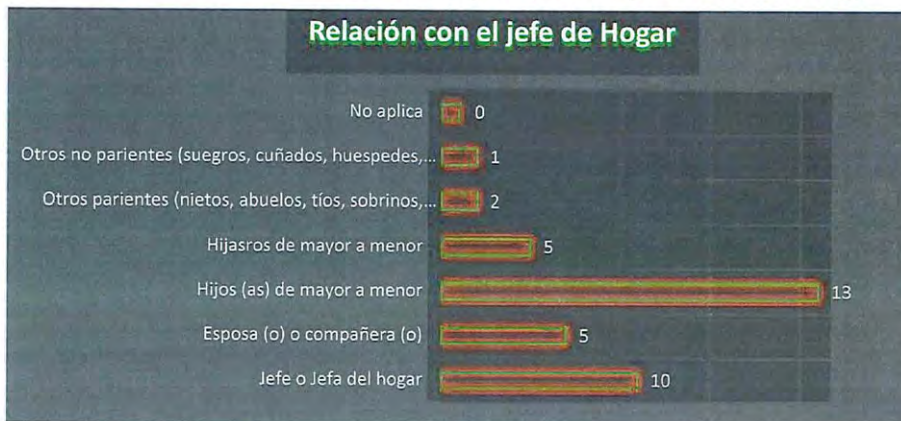 Relación con el jefe de Hogar
No aplica 0
Otros no parientes (suegros, cuñados, huespedes,... 1
Otros parientes (nietos, abuelos, tíos, sobrinos,... 2
Hijasros de mayor a menor 5
Hijos (as) de mayor a menor 13
Esposa (o) o compañera (o) 5
Jefe o Jefa del hogar 10